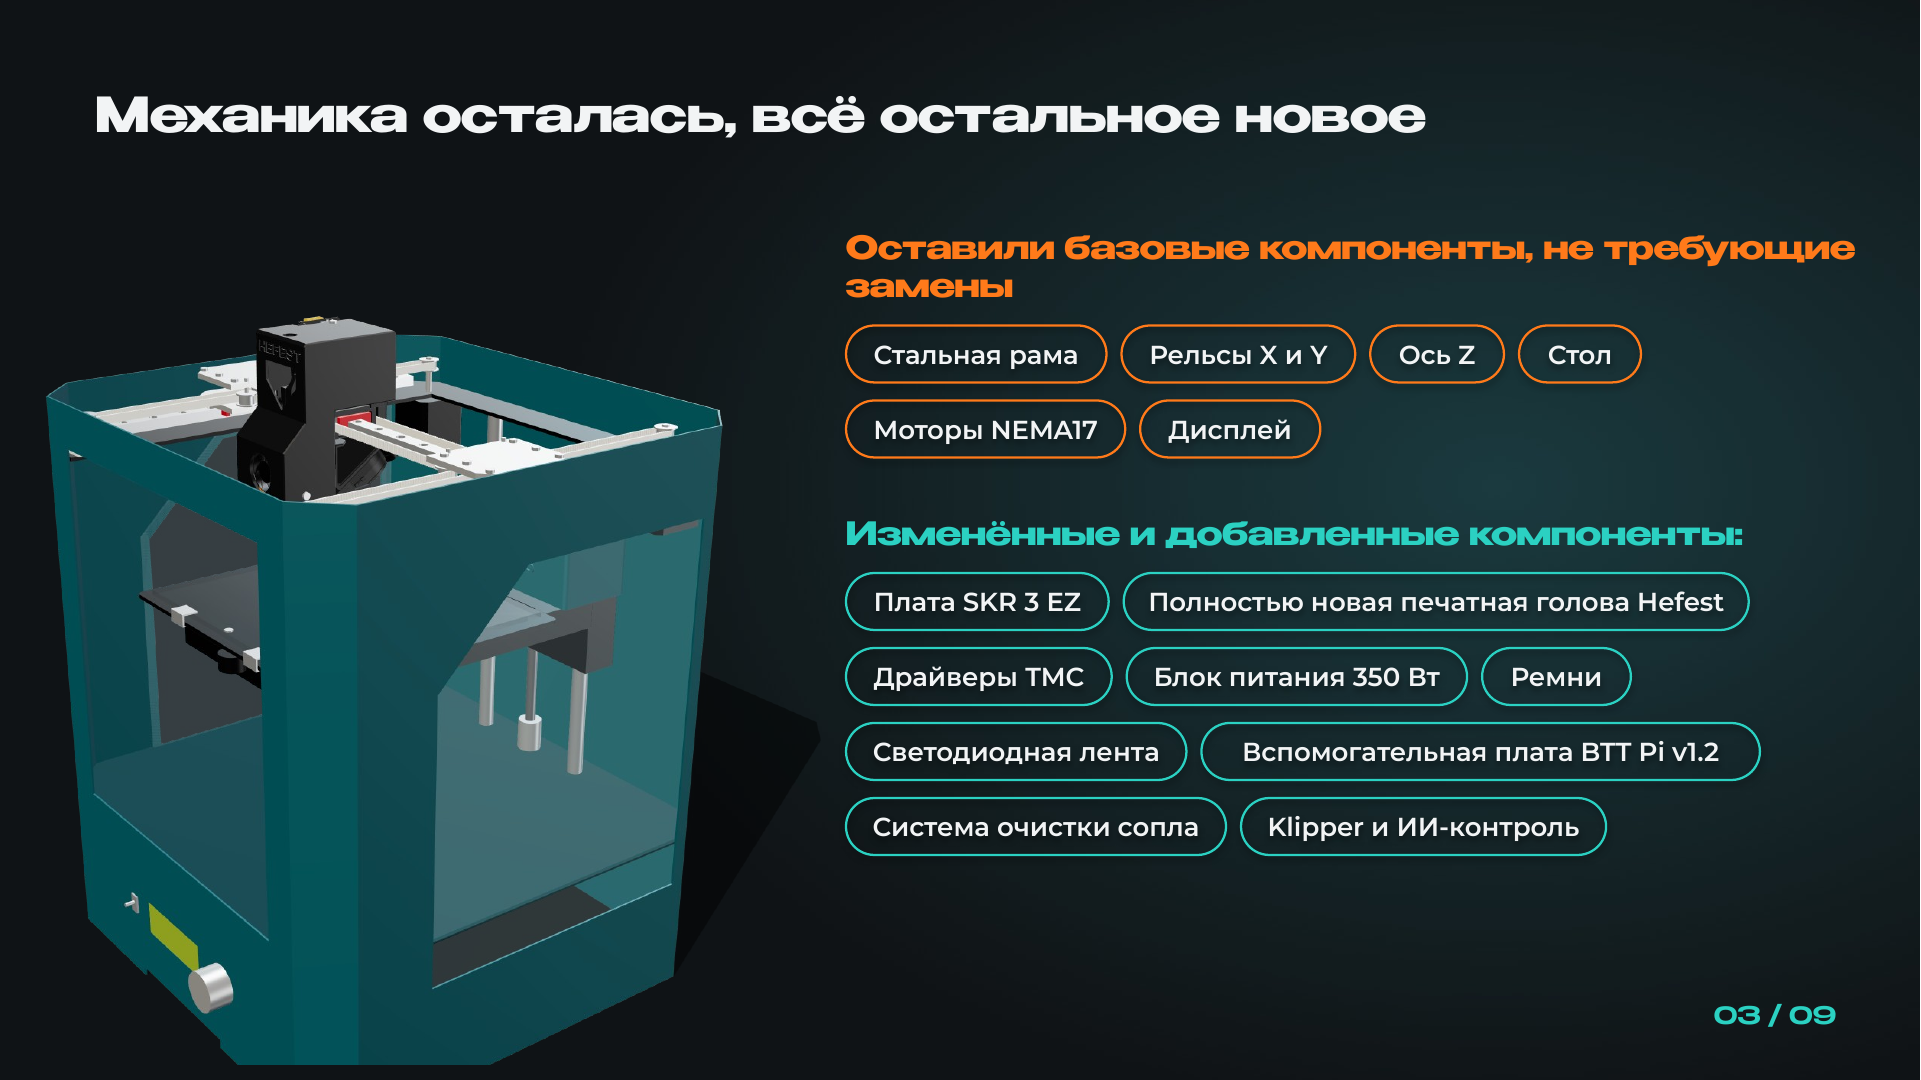 Механика осталась, всё остальное новое
Оставили базовые компоненты, не требующие
замены
Стальная рама
Рельсы X и Y
Ось Z
Стол
Моторы NEMA17
Дисплей
HEFEST
Изменённые и добавленные компоненты:
Плата SKR 3 EZ
Полностью новая печатная голова Hefest
Драйверы TMC
Блок питания 350 Вт
Ремни
Светодиодная лента
Вспомогательная плата BTT Pi v1.2
Система очистки сопла
Klipper и ИИ-контроль
03 / 09